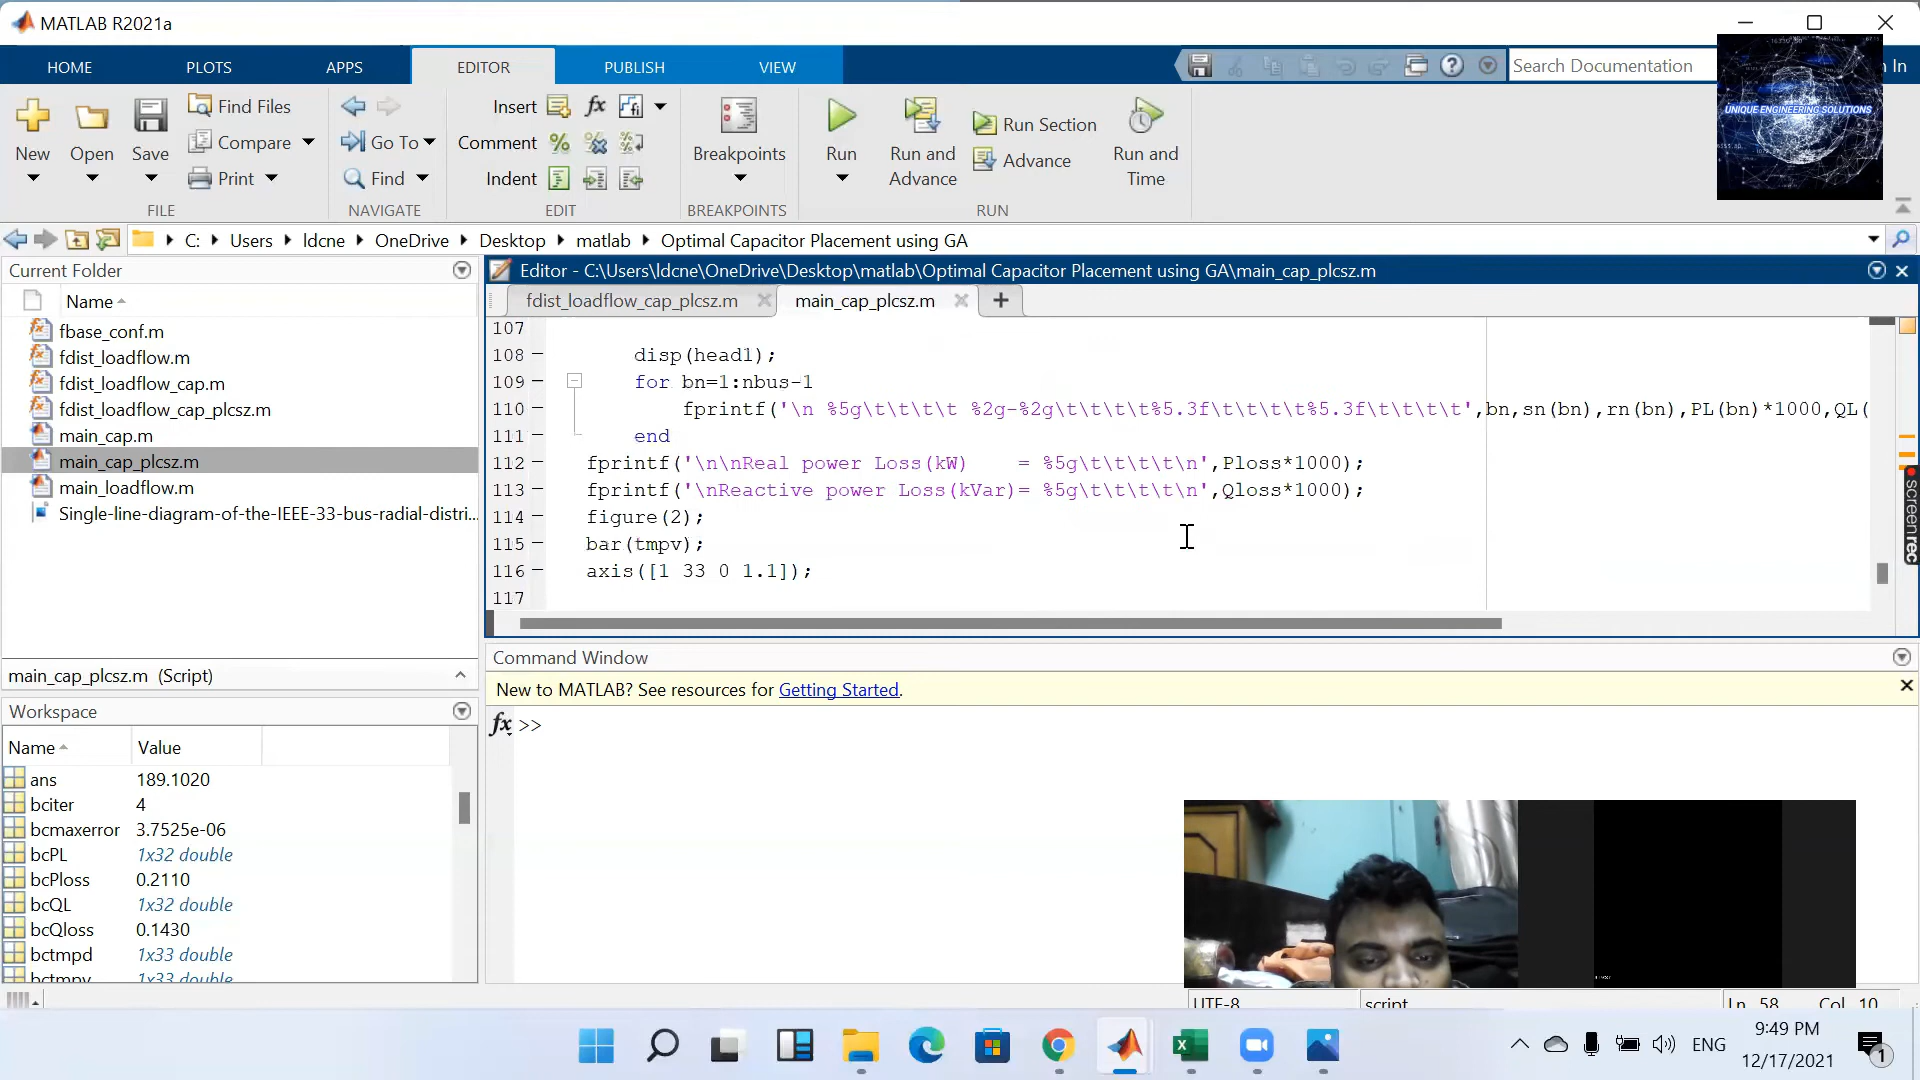 MATLAB R2021a
HOME PLOTS APPS EDITOR PUBLISH VIEW Search Documentation In
UNIQUE ENGINEERING SOLUTIONS
New Open Save Find Files Compare Print
Go To Find
Insert fx
Comment
Indent
Breakpoints Run Run and Advance Run Section Advance Run and Time
FILE NAVIGATE EDIT BREAKPOINTS RUN
C: Users ldcne OneDrive Desktop matlab Optimal Capacitor Placement using GA
Current Folder
Name
fbase_conf.m
fdist_loadflow.m
fdist_loadflow_cap.m
fdist_loadflow_cap_plcsz.m
main_cap.m
main_cap_plcsz.m
main_loadflow.m
Single-line-diagram-of-the-IEEE-33-bus-radial-distri...
main_cap_plcsz.m (Script)
Workspace
Name Value
ans 189.1020
bciter 4
bcmaxerror 3.7525e-06
bcPL 1x32 double
bcPloss 0.2110
bcQL 1x32 double
bcQloss 0.1430
bctmpd 1x33 double
bctmpv 1x33 double
Editor - C:\Users\ldcne\OneDrive\Desktop\matlab\Optimal Capacitor Placement using GA\main_cap_plcsz.m
fdist_loadflow_cap_plcsz.m main_cap_plcsz.m
107
108 disp(head1);
109 for bn=1:nbus-1
110 fprintf('\n %5g\t\t\t\t %2g-%2g\t\t\t\t%5.3f\t\t\t\t%5.3f\t\t\t\t',bn,sn(bn),rn(bn),PL(bn)*1000,QL(
111 end
112 fprintf('\n\nReal power Loss(kW) = %5g\t\t\t\t\n',Ploss*1000);
113 fprintf('\nReactive power Loss(kVar)= %5g\t\t\t\t\n',Qloss*1000);
114 figure(2);
115 bar(tmpv);
116 axis([1 33 0 1.1]);
117
Command Window
New to MATLAB? See resources for Getting Started.
fx >>
screenrec
UTF-8 script Ln 58 Col 10
ENG 9:49 PM
12/17/2021
1